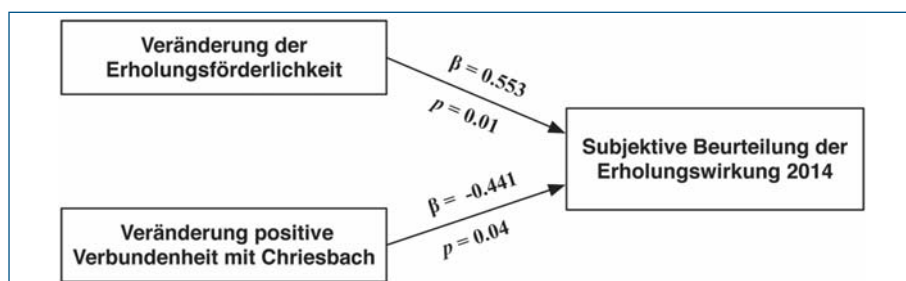 Veränderung der
Erholungsförderlichkeit
β = 0.553
p = 0.01
Subjektive Beurteilung der
Erholungswirkung 2014
β = -0.441
p = 0.04
Veränderung positive
Verbundenheit mit Chriesbach